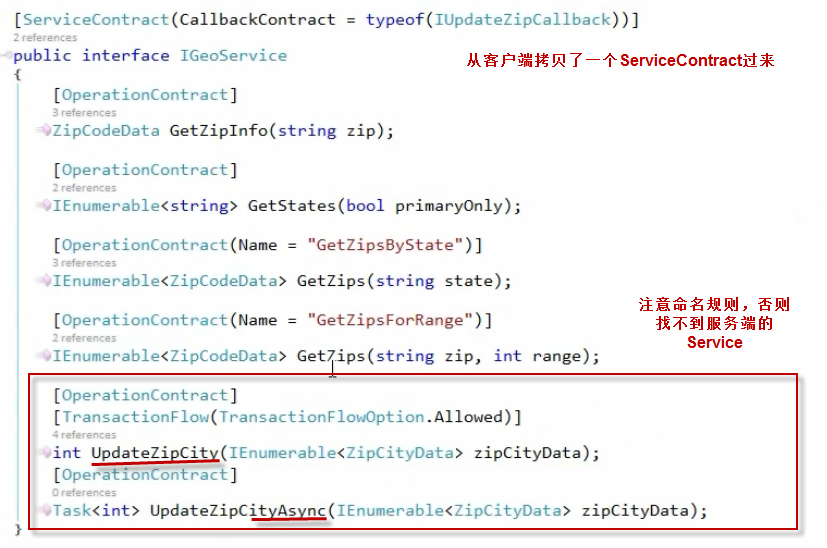 [ServiceContract(CallbackContract = typeof(IUpdateZipCallback))]
2 references
public interface IGeoService
从客户端拷贝了一个ServiceContract过来
{
[OperationContract]
3 references
ZipCodeData GetZipInfo(string zip);
[OperationContract]
2 references
IEnumerable<string> GetStates(bool primaryOnly);
[OperationContract(Name = "GetZipsByState")]
3 references
IEnumerable<ZipCodeData> GetZips(string state);
注意命名规则，否则
找不到服务端的
Service
[OperationContract(Name = "GetZipsForRange")]
2 references
IEnumerable<ZipCodeData> GetZips(string zip, int range);
[OperationContract]
[TransactionFlow(TransactionFlowOption.Allowed)]
4 references
int UpdateZipCity(IEnumerable<ZipCityData> zipCityData);
[OperationContract]
0 references
Task<int> UpdateZipCityAsync(IEnumerable<ZipCityData> zipCityData);
}